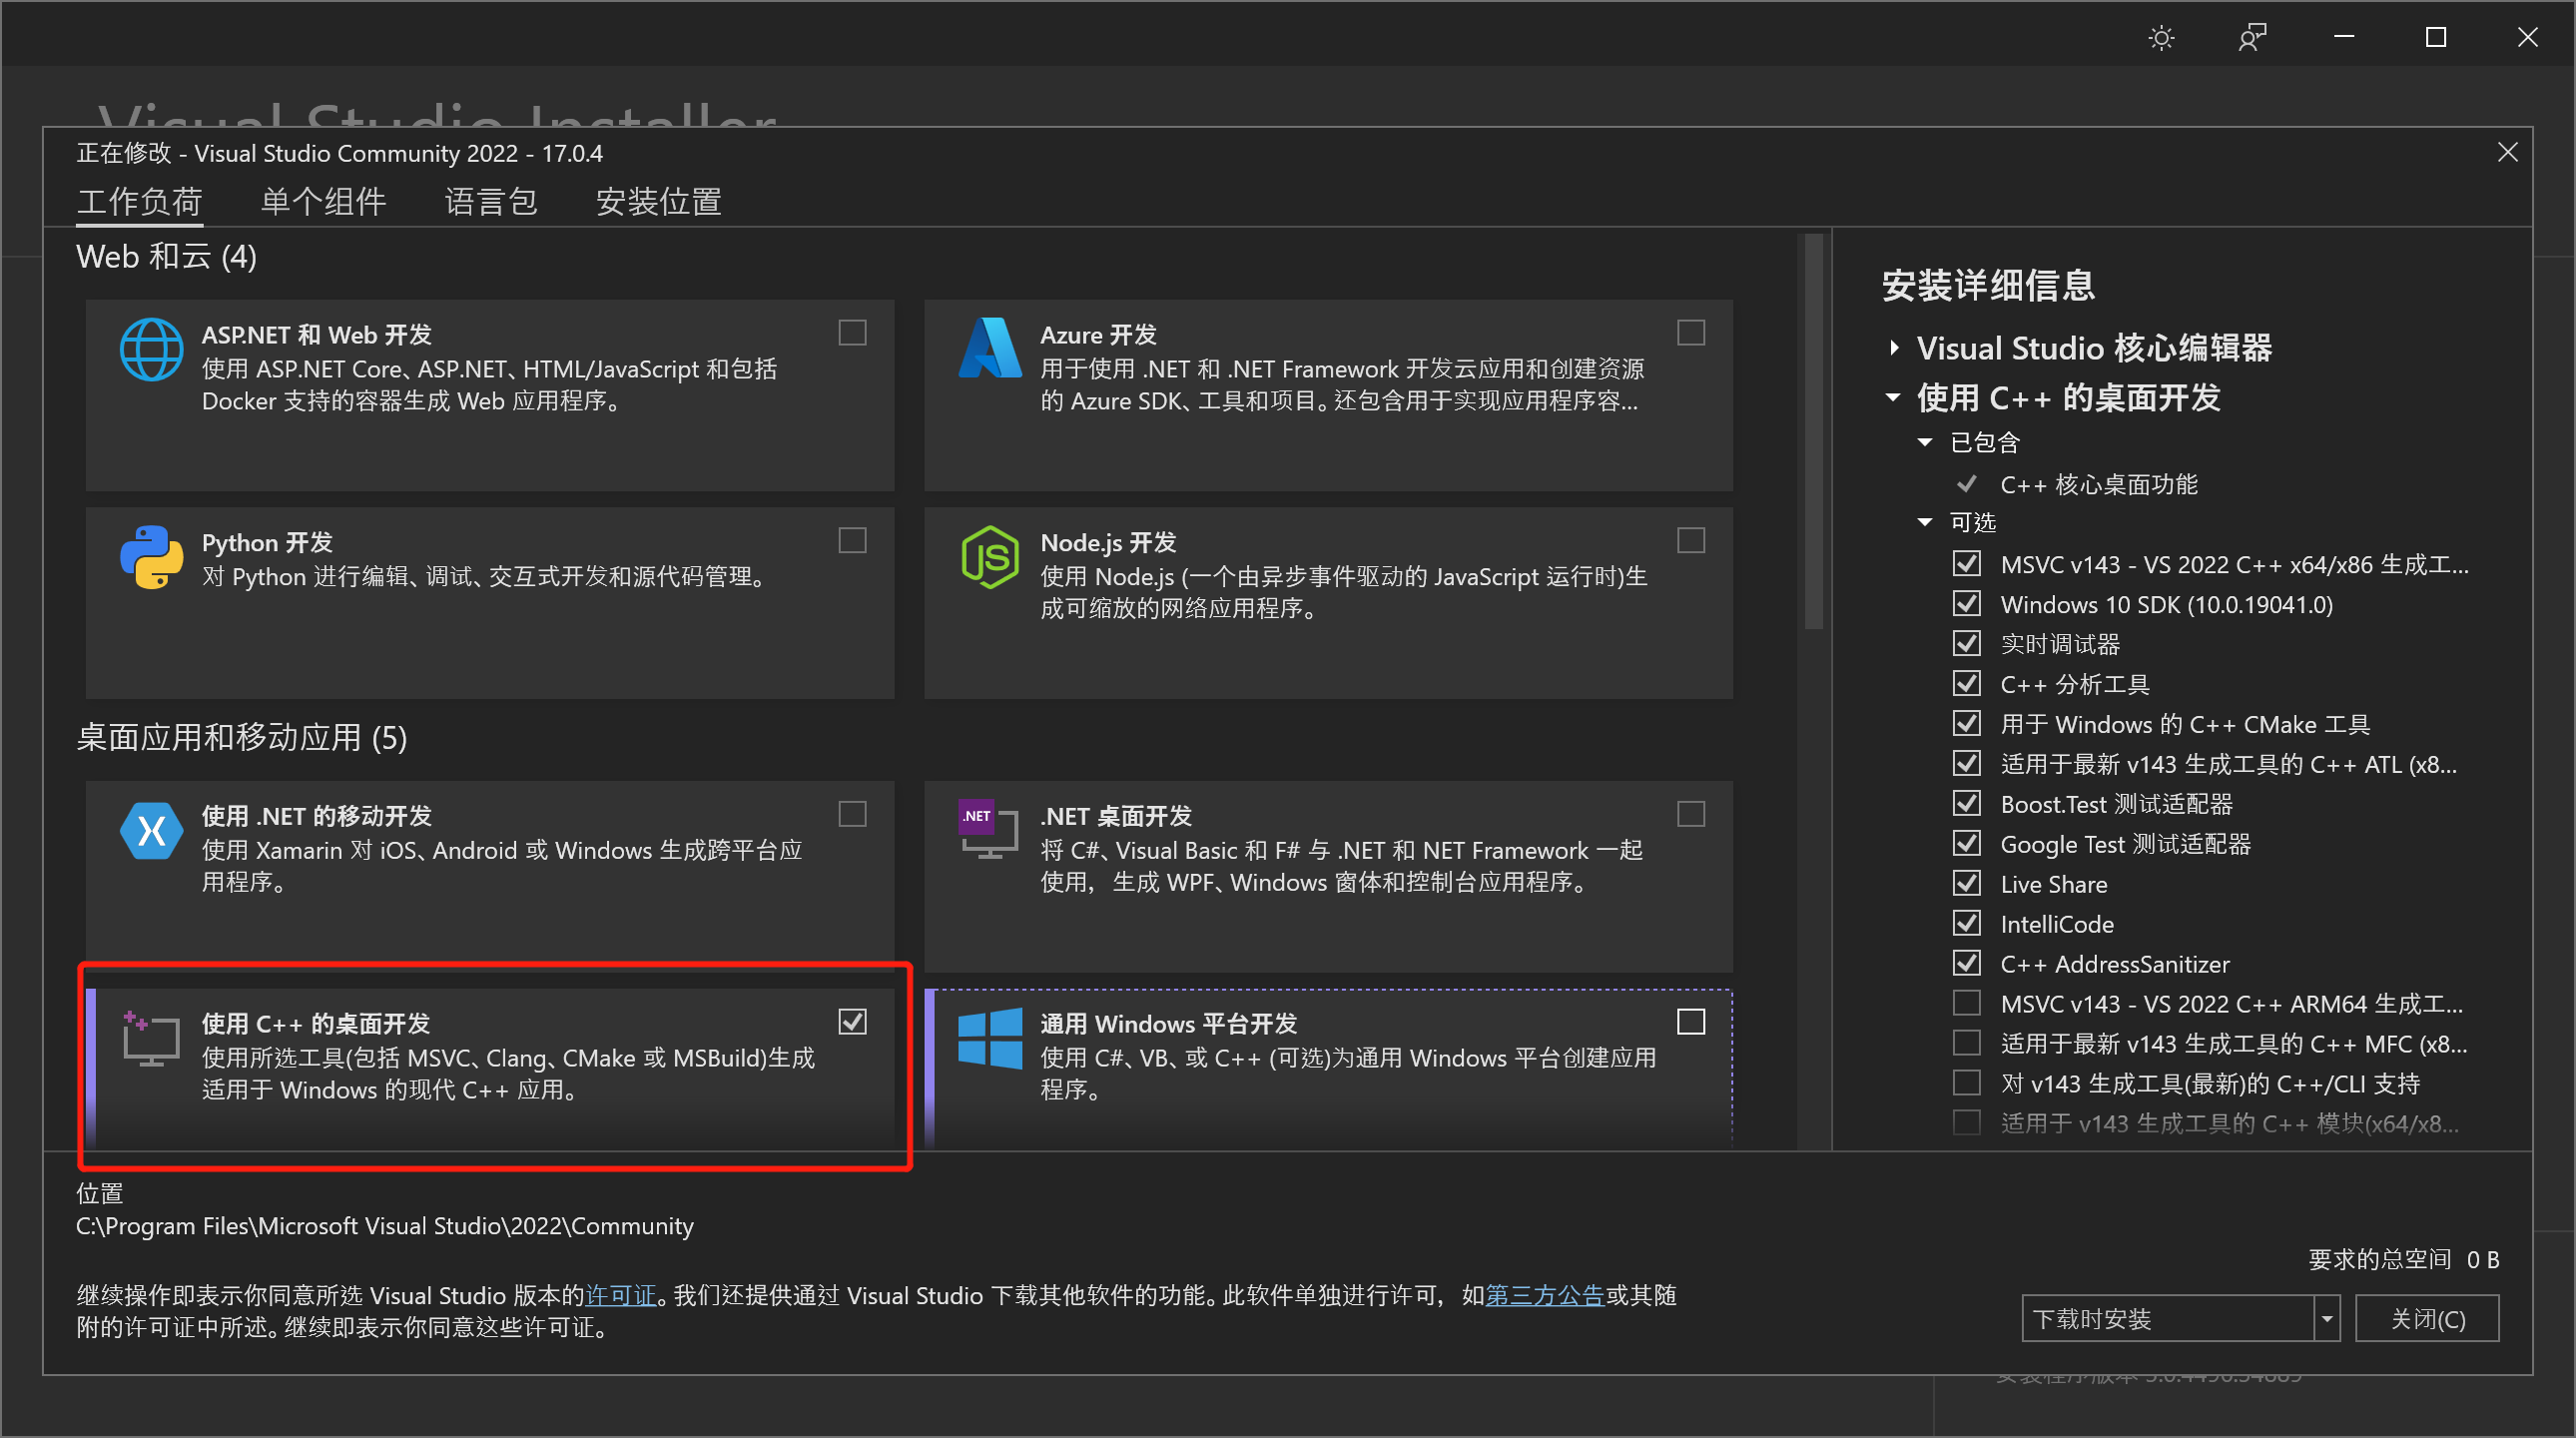 Visual Studio Installer
正在修改 - Visual Studio Community 2022 - 17.0.4
工作负荷 单个组件 语言包 安装位置
Web 和云 (4)
ASP.NET 和 Web 开发
使用 ASP.NET Core、ASP.NET、HTML/JavaScript 和包括
Docker 支持的容器生成 Web 应用程序。
Azure 开发
用于使用 .NET 和 .NET Framework 开发云应用和创建资源
的 Azure SDK、工具和项目。还包含用于实现应用程序容...
Python 开发
对 Python 进行编辑、调试、交互式开发和源代码管理。
Node.js 开发
使用 Node.js (一个由异步事件驱动的 JavaScript 运行时)生
成可缩放的网络应用程序。
桌面应用和移动应用 (5)
使用 .NET 的移动开发
使用 Xamarin 对 iOS、Android 或 Windows 生成跨平台应
用程序。
.NET
.NET 桌面开发
将 C#、Visual Basic 和 F# 与 .NET 和 NET Framework 一起
使用，生成 WPF、Windows 窗体和控制台应用程序。
使用 C++ 的桌面开发
使用所选工具(包括 MSVC、Clang、CMake 或 MSBuild)生成
适用于 Windows 的现代 C++ 应用。
通用 Windows 平台开发
使用 C#、VB、或 C++ (可选)为通用 Windows 平台创建应用
程序。
安装详细信息
Visual Studio 核心编辑器
使用 C++ 的桌面开发
已包含
C++ 核心桌面功能
可选
MSVC v143 - VS 2022 C++ x64/x86 生成工...
Windows 10 SDK (10.0.19041.0)
实时调试器
C++ 分析工具
用于 Windows 的 C++ CMake 工具
适用于最新 v143 生成工具的 C++ ATL (x8...
Boost.Test 测试适配器
Google Test 测试适配器
Live Share
IntelliCode
C++ AddressSanitizer
MSVC v143 - VS 2022 C++ ARM64 生成工...
适用于最新 v143 生成工具的 C++ MFC (x8...
对 v143 生成工具(最新)的 C++/CLI 支持
适用于 v143 生成工具的 C++ 模块(x64/x8...
位置
C:\Program Files\Microsoft Visual Studio\2022\Community
要求的总空间 0 B
继续操作即表示你同意所选 Visual Studio 版本的许可证。我们还提供通过 Visual Studio 下载其他软件的功能。此软件单独进行许可，如第三方公告或其随
附的许可证中所述。继续即表示你同意这些许可证。
下载时安装
关闭(C)